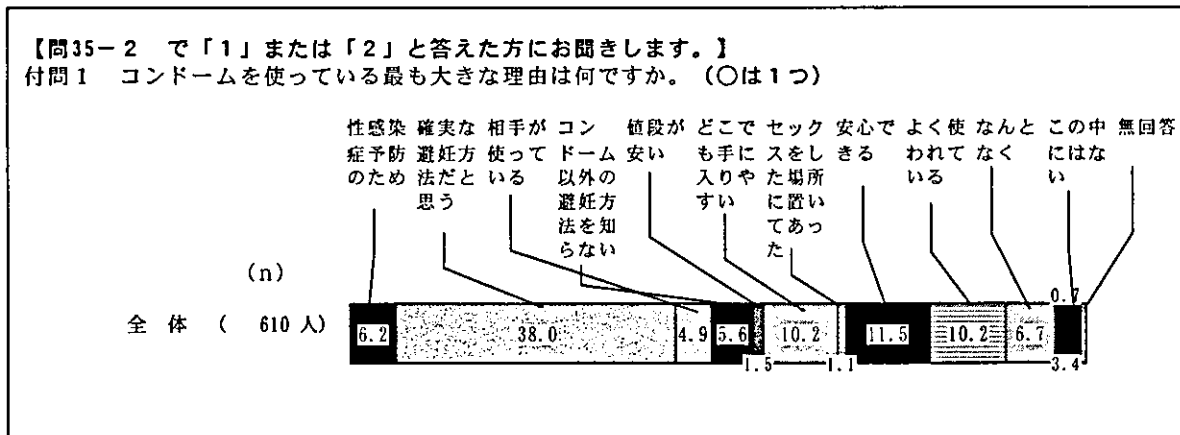 【問35-2 で「1」または「2」と答えた方にお聞きします。】
付問1 コンドームを使っている最も大きな理由は何ですか。(○は1つ)
性感染症予防のため
確実な避妊方法だと思う
相手が使っている
コンドーム以外の避妊方法を知らない
値段が安い
どこでも手に入りやすい
セックスをした場所に置いてあった
安心できる
よく使われている
なんとなく
この中にはない
無回答
(n)
0.7
全 体 ( 610 人)
6.2 38.0 4.9 5.6 10.2 11.5 10.2 6.7
1.5 1.1 3.4